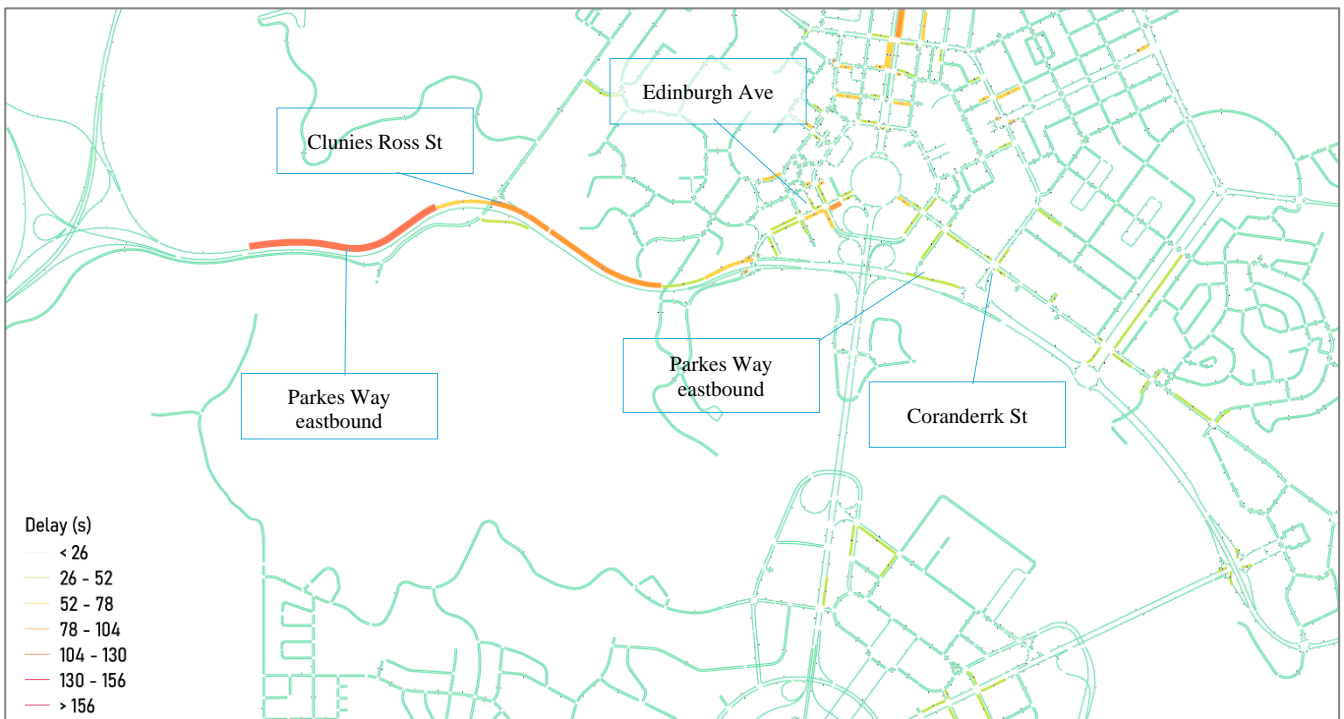 Edinburgh Ave
Clunies Ross St
Parkes Way
eastbound
Parkes Way
eastbound
Coranderrk St
Delay (s)
< 26
26 - 52
52 - 78
78 - 104
104 - 130
130 - 156
> 156